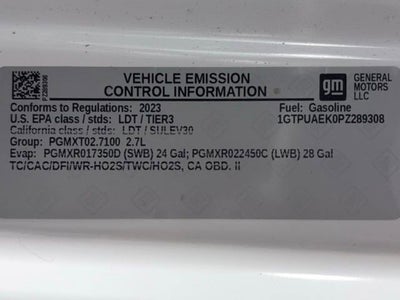 PZ289308
VEHICLE EMISSION
CONTROL INFORMATION
gm
GENERAL
MOTORS
LLC
Conforms to Regulations: 2023
Fuel: Gasoline
U.S. EPA class / stds: LDT / TIER3
1GTPUAEK0PZ289308
California class / stds: LDT / SULEV30
Group: PGMXT02.7100 2.7L
Evap: PGMXR017350D (SWB) 24 Gal; PGMXR022450C (LWB) 28 Gal
TC/CAC/DFI/WR-HO2S/TWC/HO2S, CA OBD. II